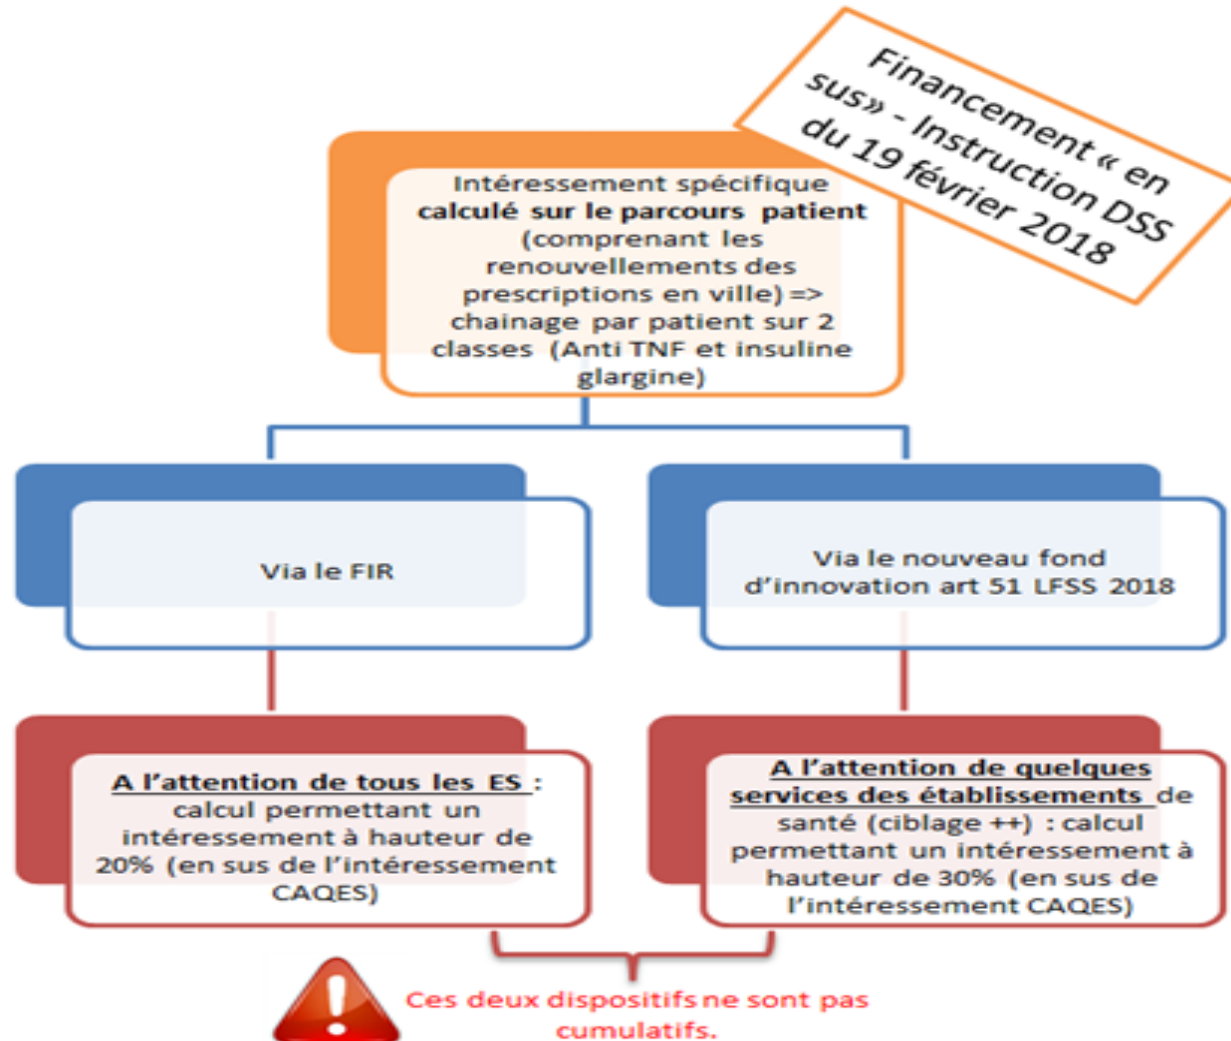 Financement « en
sus» - Instruction DSS
du 19 février 2018
Intéressement spécifique
calculé sur le parcours patient
(comprenant les
renouvellements des
prescriptions en ville) =>
chainage par patient sur 2
classes (Anti TNF et insuline
glargine)
Via le FIR
Via le nouveau fond
d'innovation art 51 LFSS 2018
A l'attention de tous les ES :
calcul permettant un
intéressement à hauteur de
20% (en sus de l'intéressement
CAQES)
A l'attention de quelques
services des établissements de
santé (ciblage ++) : calcul
permettant un intéressement à
hauteur de 30% (en sus de
l'intéressement CAQES)
Ces deux dispositifs ne sont pas
cumulatifs.